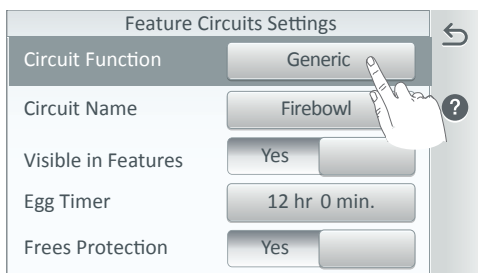 Feature Circuits Settings
Circuit Function Generic
Circuit Name Firebowl
?
Visible in Features Yes
Egg Timer 12 hr 0 min.
Frees Protection Yes